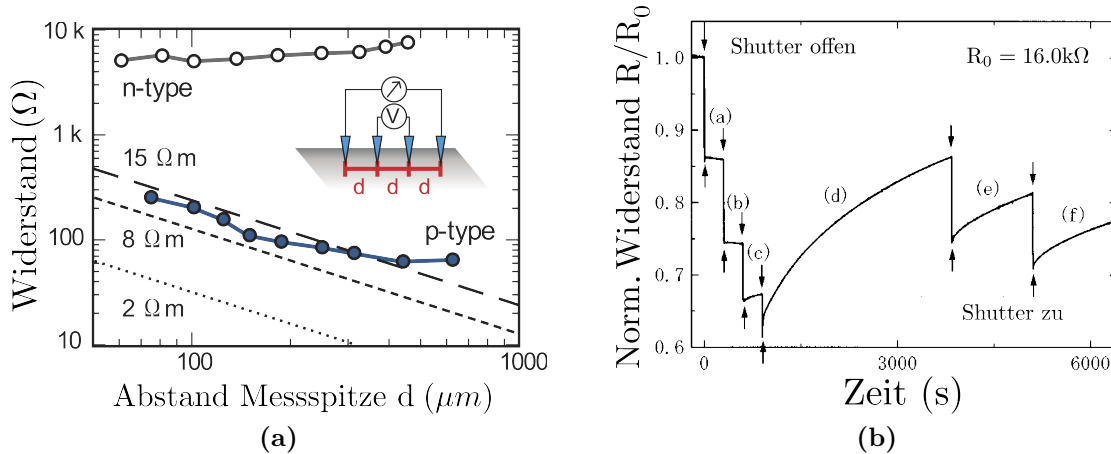 10 k
1 k
100
10
Widerstand (Ω)
n-type
15 Ω m
8 Ω m
2 Ω m
p-type
V
d d d
100 1000
Abstand Messspitze d (μm)
(a)
1.0
0.9
0.8
0.7
0.6
Norm. Widerstand R/R₀
Shutter offen
R₀ = 16.0kΩ
(a)
(b)
(c)
(d)
(e)
(f)
Shutter zu
0 3000 6000
Zeit (s)
(b)